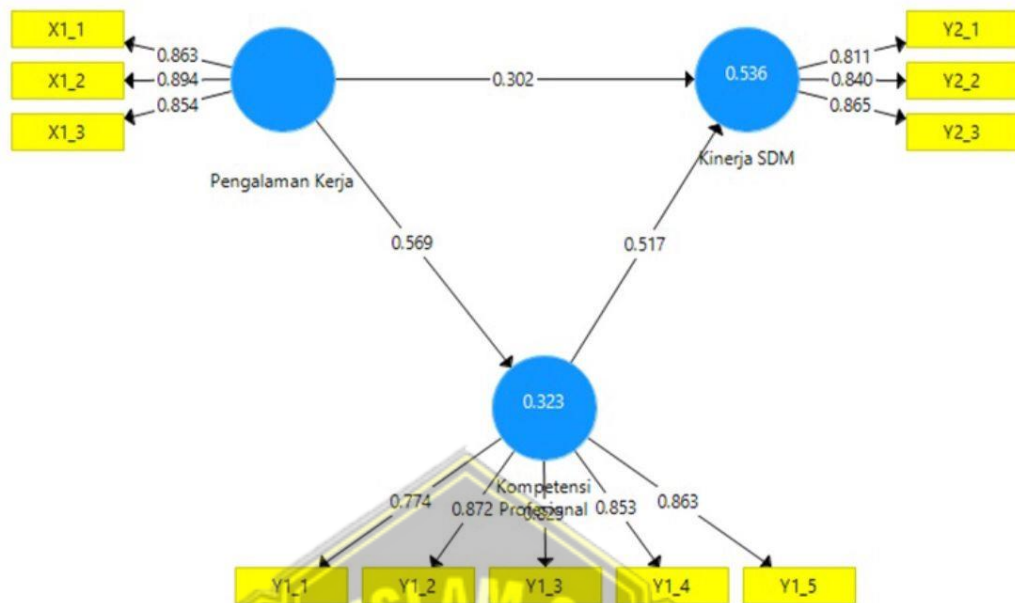 X1_1
0.863
X1_2
0.894
X1_3
0.854
Pengalaman Kerja
0.302
0.536
Kinerja SDM
0.811
Y2_1
0.840
Y2_2
0.865
Y2_3
0.569
0.517
0.323
Kompetensi
Profesional
0.774
0.872
0.853
0.863
Y1_1
Y1_2
Y1_3
Y1_4
Y1_5
ISLAM